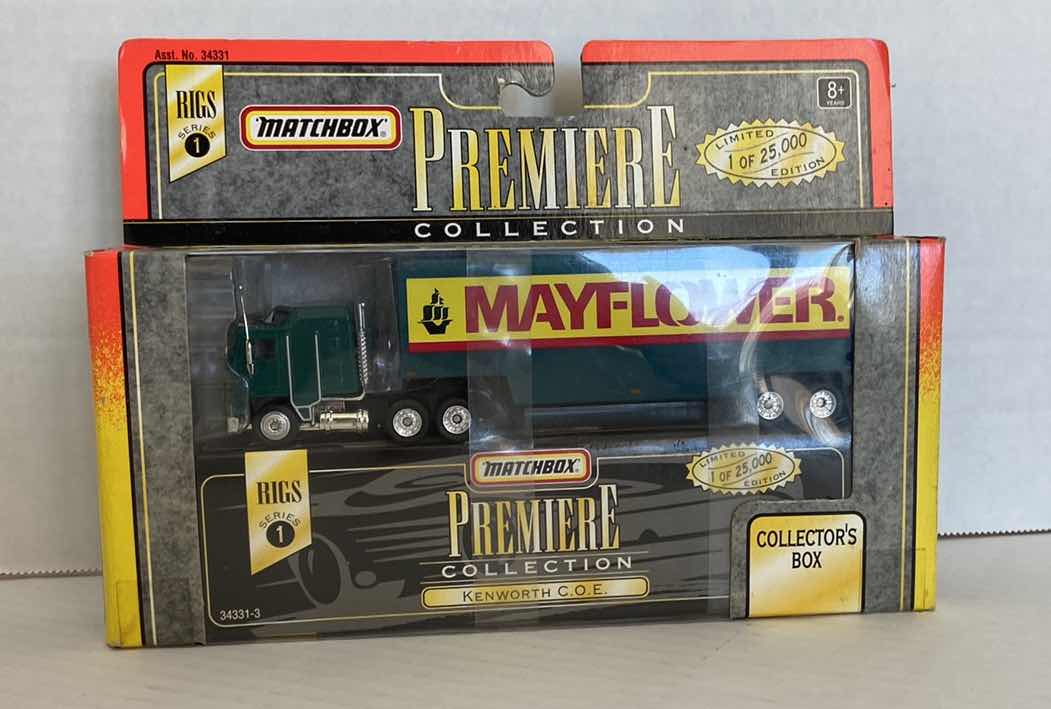 Asst. No. 34331
RIGS
SERIES
1
MATCHBOX
PREMIERE
COLLECTION
LIMITED
1 OF 25,000
EDITION
8+
YEARS
MAYFLOWER.
RIGS
SERIES
1
MATCHBOX
PREMIERE
COLLECTION
KENWORTH C.O.E.
LIMITED
1 OF 25,000
EDITION
COLLECTOR'S
BOX
34331-3